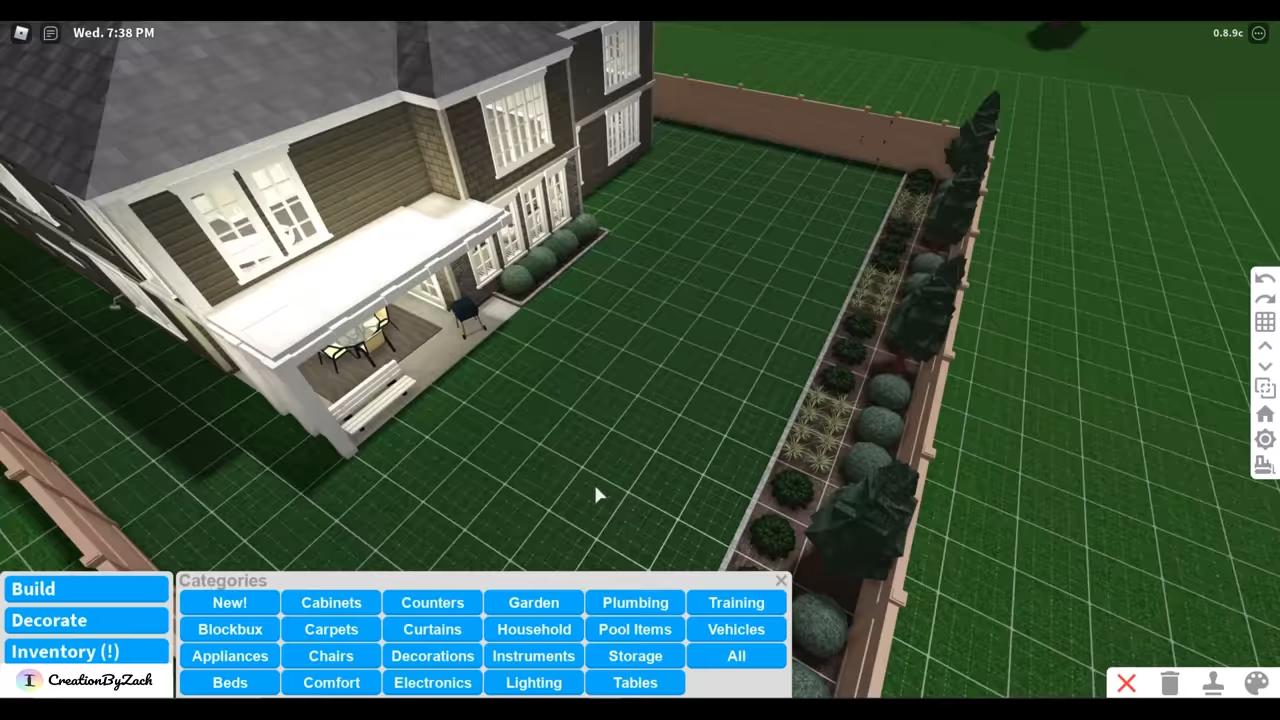 Wed. 7:38 PM
0.8.9c
Build
Decorate
Inventory (!)
CreationByZach
Categories
New! Cabinets Counters Garden Plumbing Training
Blockbux Carpets Curtains Household Pool Items Vehicles
Appliances Chairs Decorations Instruments Storage All
Beds Comfort Electronics Lighting Tables